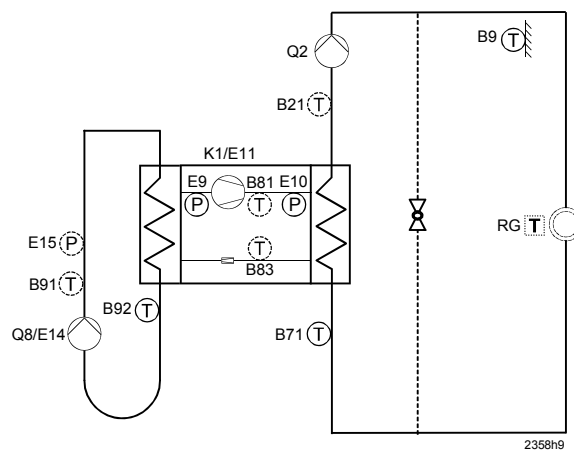 B9 T
Q2
B21 T
K1/E11
E9 B81 E10
P T P
RG T
E15 P
T
B83
B91 T
B92 T
Q8/E14
B71 T
2358h9